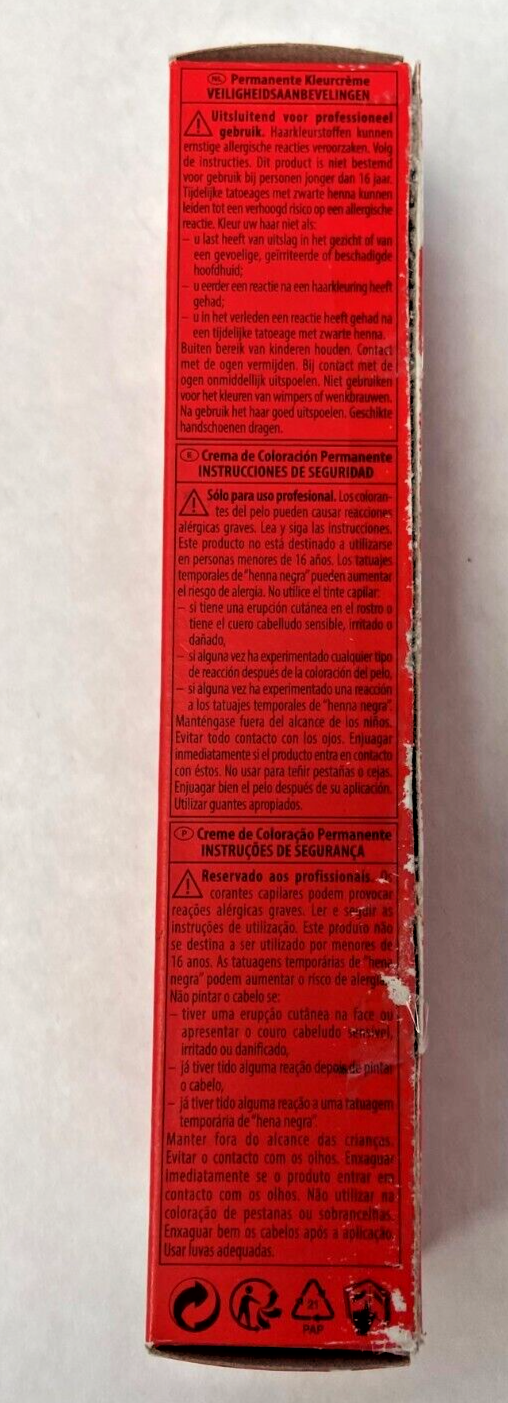 NL Permanente Kleurcrème
VEILIGHEIDSAANBEVELINGEN
Uitsluitend voor professioneel
gebruik. Haarkleurstoffen kunnen
ernstige allergische reacties veroorzaken. Volg
de instructies. Dit product is niet bestemd
voor gebruik bij personen jonger dan 16 jaar.
Tijdelijke tatoeages met zwarte henna kunnen
leiden tot een verhoogd risico op een allergische
reactie. Kleur uw haar niet als:
– u last heeft van uitslag in het gezicht of van
een gevoelige, geïrriteerde of beschadigde
hoofdhuid;
– u eerder een reactie na een haarkleuring heeft
gehad;
– u in het verleden een reactie heeft gehad na
een tijdelijke tatoeage met zwarte henna.
Buiten bereik van kinderen houden. Contact
met de ogen vermijden. Bij contact met de
ogen onmiddellijk uitspoelen. Niet gebruiken
voor het kleuren van wimpers of wenkbrauwen.
Na gebruik het haar goed uitspoelen. Geschikte
handschoenen dragen.
E Crema de Coloración Permanente
INSTRUCCIONES DE SEGURIDAD
Sólo para uso profesional. Los coloran-
tes del pelo pueden causar reacciones
alérgicas graves. Lea y siga las instrucciones.
Este producto no está destinado a utilizarse
en personas menores de 16 años. Los tatuajes
temporales de "henna negra" pueden aumentar
el riesgo de alergia. No utilice el tinte capilar:
– si tiene una erupción cutánea en el rostro o
tiene el cuero cabelludo sensible, irritado o
dañado,
– si alguna vez ha experimentado cualquier tipo
de reacción después de la coloración del pelo,
– si alguna vez ha experimentado una reacción
a los tatuajes temporales de "henna negra".
Manténgase fuera del alcance de los niños.
Evitar todo contacto con los ojos. Enjuagar
inmediatamente si el producto entra en contacto
con éstos. No usar para teñir pestañas o cejas.
Enjuagar bien el pelo después de su aplicación.
Utilizar guantes apropiados.
P Creme de Coloração Permanente
INSTRUÇÕES DE SEGURANÇA
Reservado aos profissionais. Os
corantes capilares podem provocar
reações alérgicas graves. Ler e seguir as
instruções de utilização. Este produto não
se destina a ser utilizado por menores de
16 anos. As tatuagens temporárias de "hena
negra" podem aumentar o risco de alergia.
Não pintar o cabelo se:
– tiver uma erupção cutânea na face ou
apresentar o couro cabeludo sensível,
irritado ou danificado,
– já tiver tido alguma reação depois de pintar
o cabelo,
– já tiver tido alguma reação a uma tatuagem
temporária de "hena negra".
Manter fora do alcance das crianças.
Evitar o contacto com os olhos. Enxaguar
imediatamente se o produto entrar em
contacto com os olhos. Não utilizar na
coloração de pestanas ou sobrancelhas.
Enxaguar bem os cabelos após a aplicação.
Usar luvas adequadas.
21
PAP